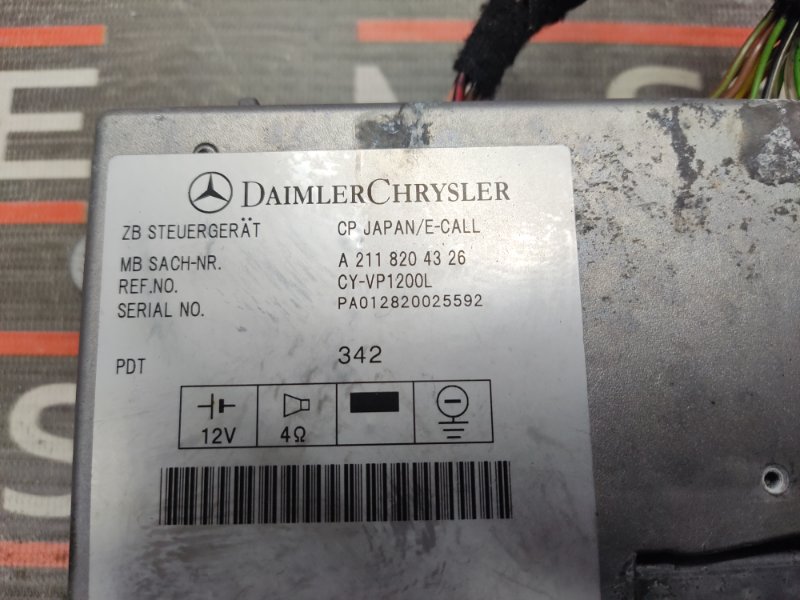 DAIMLERCHRYSLER
ZB STEUERGERÄT CP JAPAN/E-CALL
MB SACH-NR. A 211 820 43 26
REF.NO. CY-VP1200L
SERIAL NO. PA012820025592
PDT 342
12V 4Ω